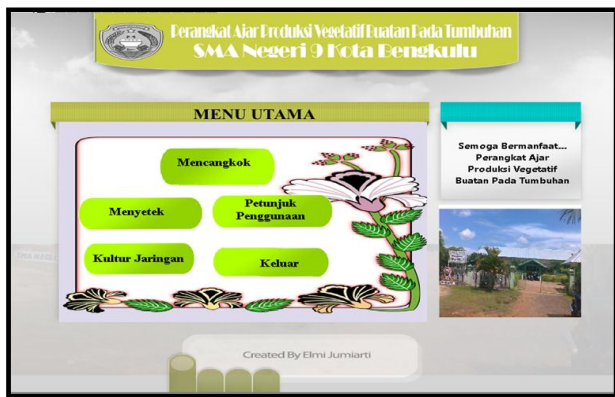 Perangkat Ajar Produksi Vegetatif Buatan Pada Tumbuhan
SMA Negeri 9 Kota Bengkulu
MENU UTAMA
Mencangkok
Menyetek
Petunjuk
Penggunaan
Kultur Jaringan
Keluar
Semoga Bermanfaat...
Perangkat Ajar
Produksi Vegetatif
Buatan Pada Tumbuhan
Created By Elmi Jumiarti